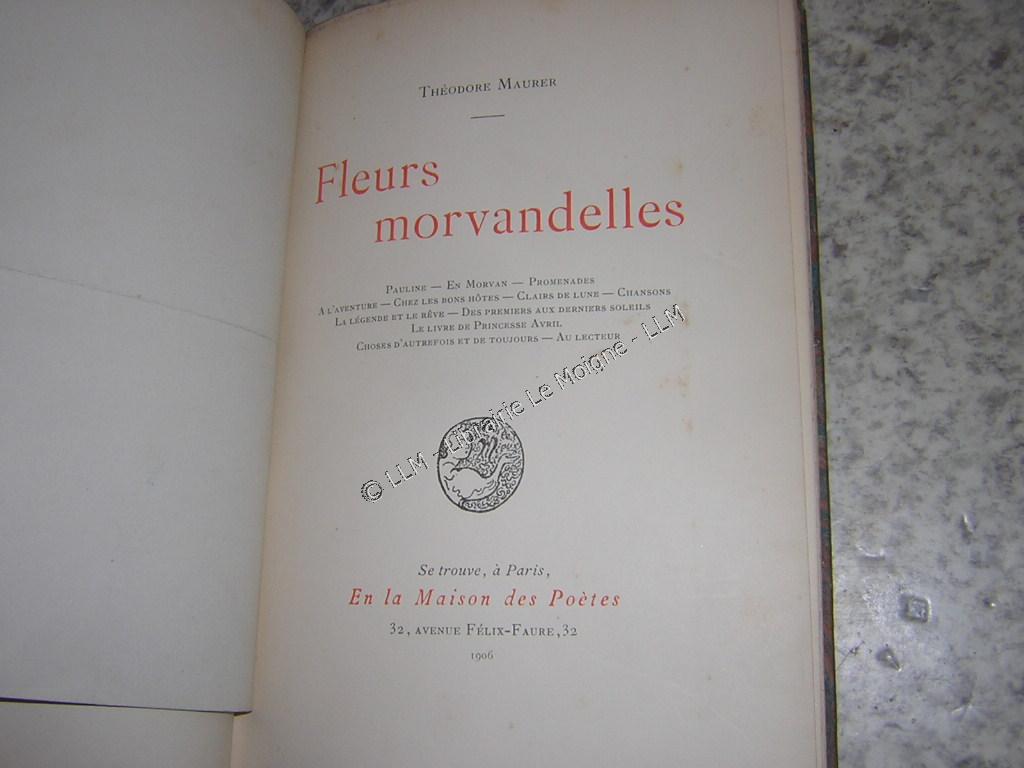 Théodore Maurer
Fleurs
morvandelles
Pauline — En Morvan — Promenades
A l'aventure — Chez les bons hôtes — Clairs de lune — Chansons
La légende et le rêve — Des premiers aux derniers soleils
Le livre de Princesse Avril
Choses d'autrefois et de toujours — Au lecteur
© LLM - Librairie Le Moigne - LLM
Se trouve, à Paris,
En la Maison des Poètes
32, avenue Félix-Faure, 32
1906